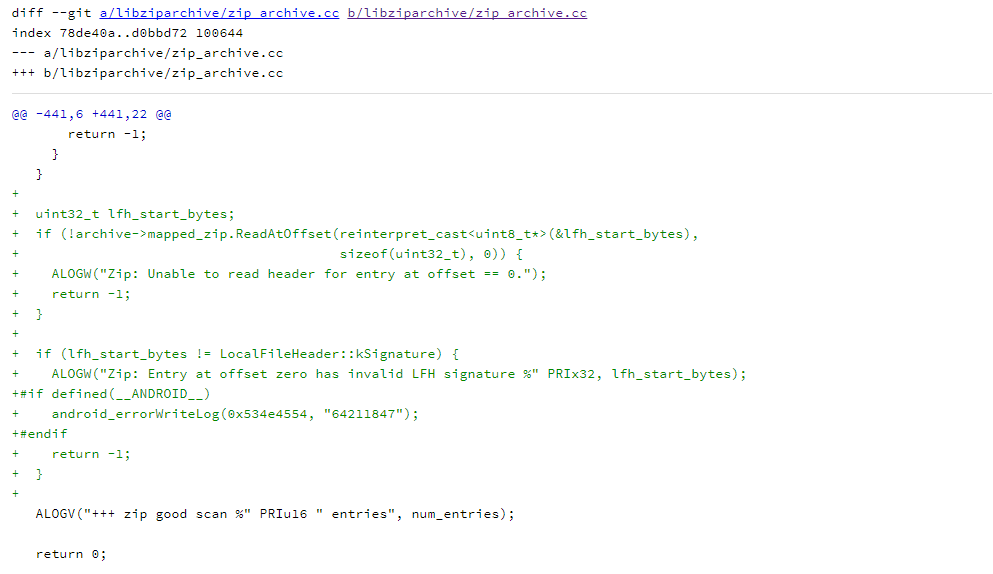 diff --git a/libziparchive/zip_archive.cc b/libziparchive/zip_archive.cc
index 78de40a..d0bbd72 100644
--- a/libziparchive/zip_archive.cc
+++ b/libziparchive/zip_archive.cc
@@ -441,6 +441,22 @@
       return -1;
     }
   }
+
+  uint32_t lfh_start_bytes;
+  if (!archive->mapped_zip.ReadAtOffset(reinterpret_cast<uint8_t*>(&lfh_start_bytes),
+                                        sizeof(uint32_t), 0)) {
+    ALOGW("Zip: Unable to read header for entry at offset == 0.");
+    return -1;
+  }
+
+  if (lfh_start_bytes != LocalFileHeader::kSignature) {
+    ALOGW("Zip: Entry at offset zero has invalid LFH signature %" PRIx32, lfh_start_bytes);
+#if defined(__ANDROID__)
+    android_errorWriteLog(0x534e4554, "64211847");
+#endif
+    return -1;
+  }
+
   ALOGV("+++ zip good scan %" PRIu16 " entries", num_entries);

   return 0;